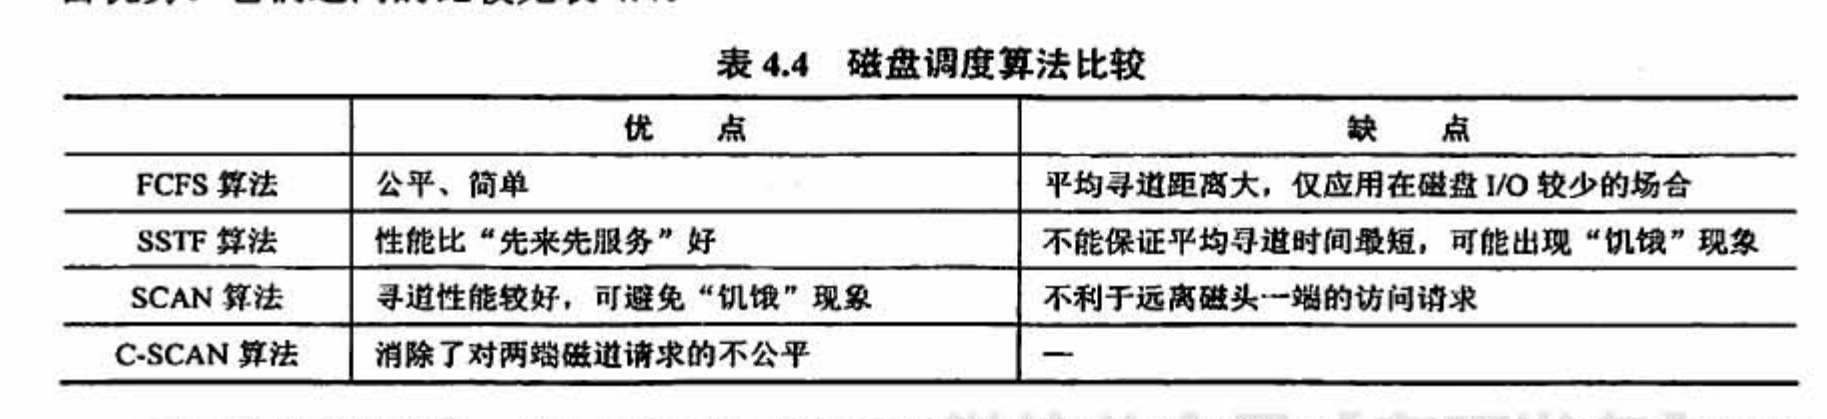 表 4.4 磁盘调度算法比较
优 点 缺 点
FCFS 算法 公平、简单 平均寻道距离大，仅应用在磁盘 I/O 较少的场合
SSTF 算法 性能比“先来先服务”好 不能保证平均寻道时间最短，可能出现“饥饿”现象
SCAN 算法 寻道性能较好，可避免“饥饿”现象 不利于远离磁头一端的访问请求
C-SCAN 算法 消除了对两端磁道请求的不公平 —